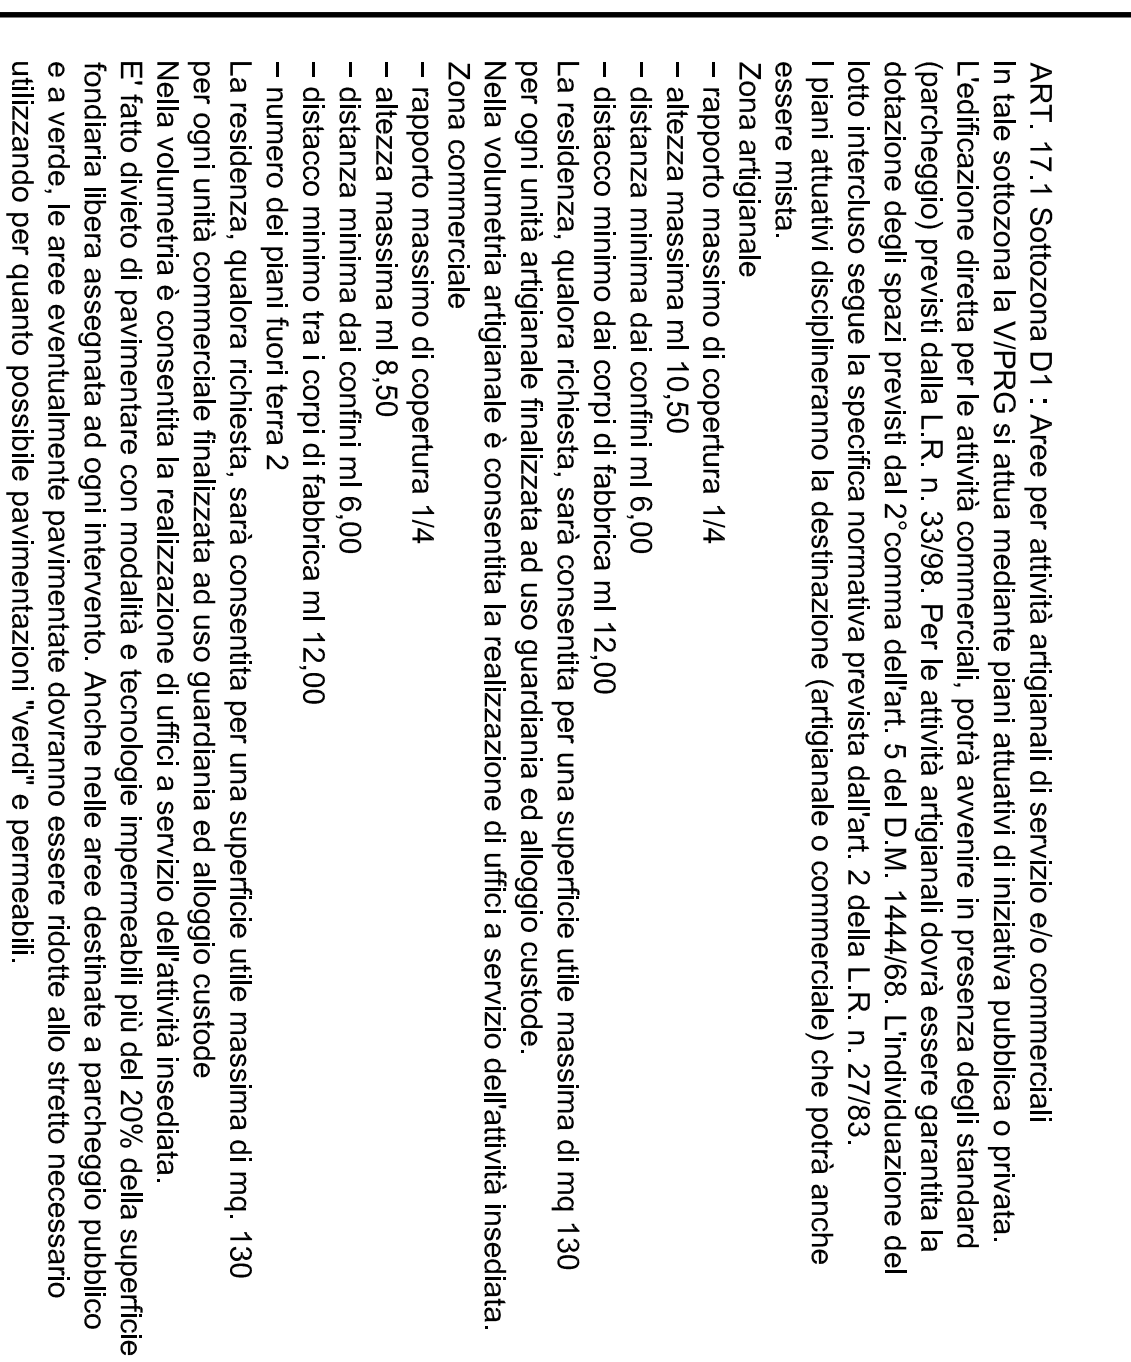 ART. 17.1 Sottozona D1 : Aree per attività artigianali di servizio e/o commerciali
In tale sottozona la V/PRG si attua mediante piani attuativi di iniziativa pubblica o privata.
L'edificazione diretta per le attività commerciali, potrà avvenire in presenza degli standard
(parcheggio) previsti dalla L.R. n. 33/98. Per le attività artigianali dovrà essere garantita la
dotazione degli spazi previsti dal 2°comma dell'art. 5 del D.M. 1444/68. L'individuazione del
lotto intercluso segue la specifica normativa prevista dall'art. 2 della L.R. n. 27/83.
I piani attuativi disciplineranno la destinazione (artigianale o commerciale) che potrà anche
essere mista.
Zona artigianale
– rapporto massimo di copertura 1/4
– altezza massima ml 10,50
– distanza minima dai confini ml 6,00
– distacco minimo dai corpi di fabbrica ml 12,00
La residenza, qualora richiesta, sarà consentita per una superficie utile massima di mq 130
per ogni unità artigianale finalizzata ad uso guardiania ed alloggio custode.
Nella volumetria artigianale è consentita la realizzazione di uffici a servizio dell'attività insediata.
Zona commerciale
– rapporto massimo di copertura 1/4
– altezza massima ml 8,50
– distanza minima dai confini ml 6,00
– distacco minimo tra i corpi di fabbrica ml 12,00
– numero dei piani fuori terra 2
La residenza, qualora richiesta, sarà consentita per una superficie utile massima di mq. 130
per ogni unità commerciale finalizzata ad uso guardiania ed alloggio custode
Nella volumetria è consentita la realizzazione di uffici a servizio dell'attività insediata.
E' fatto divieto di pavimentare con modalità e tecnologie impermeabili più del 20% della superficie
fondiaria libera assegnata ad ogni intervento. Anche nelle aree destinate a parcheggio pubblico
e a verde, le aree eventualmente pavimentate dovranno essere ridotte allo stretto necessario
utilizzando per quanto possibile pavimentazioni "verdi" e permeabili.